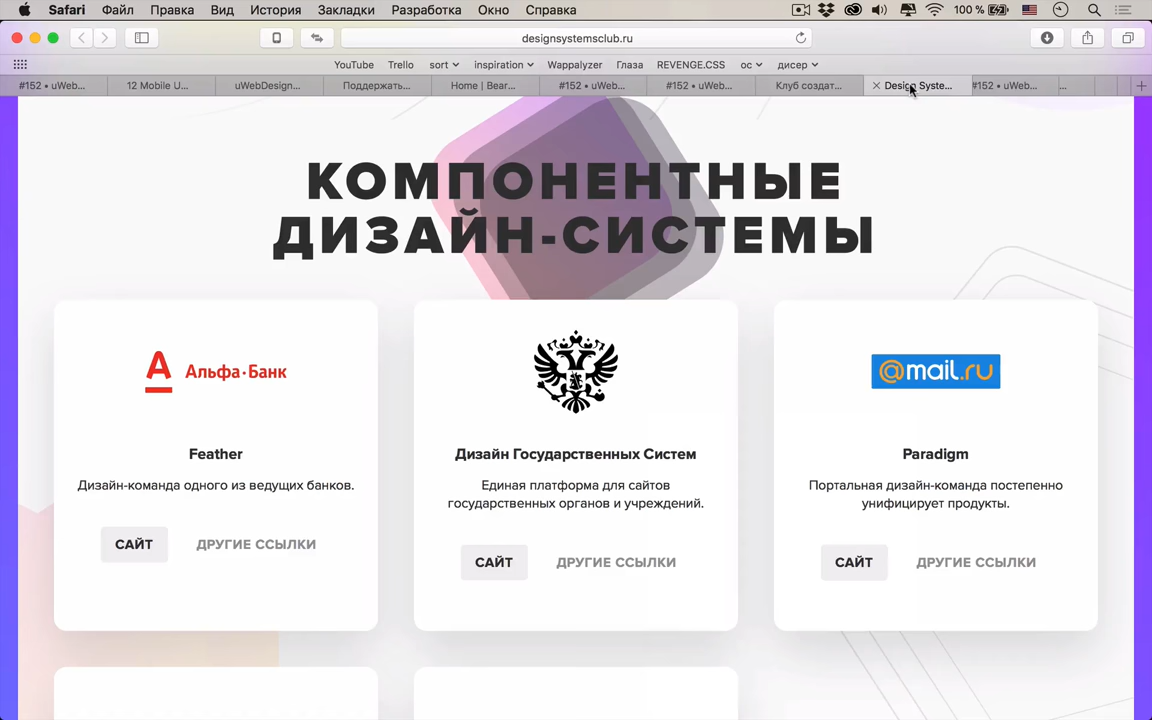 Safari Файл Правка Вид История Закладки Разработка Окно Справка 100 %
designsystemsclub.ru
YouTube Trello sort inspiration Wappalyzer Глаза REVENGE.CSS ос дисер
#152 • uWeb... 12 Mobile U... uWebDesign... Поддержать... Home | Bear... #152 • uWeb... #152 • uWeb... Клуб создат... Design Syste... #152 • uWeb... ...
КОМПОНЕНТНЫЕ
ДИЗАЙН-СИСТЕМЫ
Альфа·Банк
@mail.ru
Feather
Дизайн-команда одного из ведущих банков.
САЙТ ДРУГИЕ ССЫЛКИ
Дизайн Государственных Систем
Единая платформа для сайтов
государственных органов и учреждений.
САЙТ ДРУГИЕ ССЫЛКИ
Paradigm
Портальная дизайн-команда постепенно
унифицирует продукты.
САЙТ ДРУГИЕ ССЫЛКИ